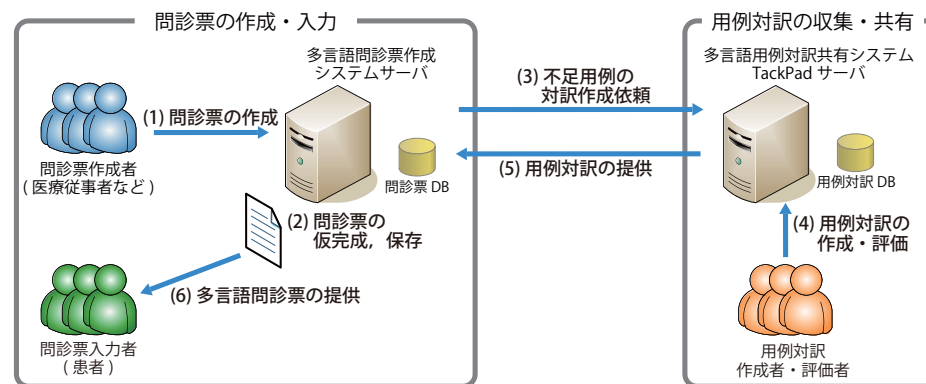 問診票の作成・入力
多言語問診票作成
システムサーバ
(1) 問診票の作成
問診票作成者
( 医療従事者など )
問診票 DB
(2) 問診票の
仮完成，保存
(6) 多言語問診票の提供
問診票入力者
( 患者 )
(3) 不足用例の
対訳作成依頼
(5) 用例対訳の提供
用例対訳の収集・共有
多言語用例対訳共有システム
TackPad サーバ
用例対訳 DB
(4) 用例対訳の
作成・評価
用例対訳
作成者・評価者